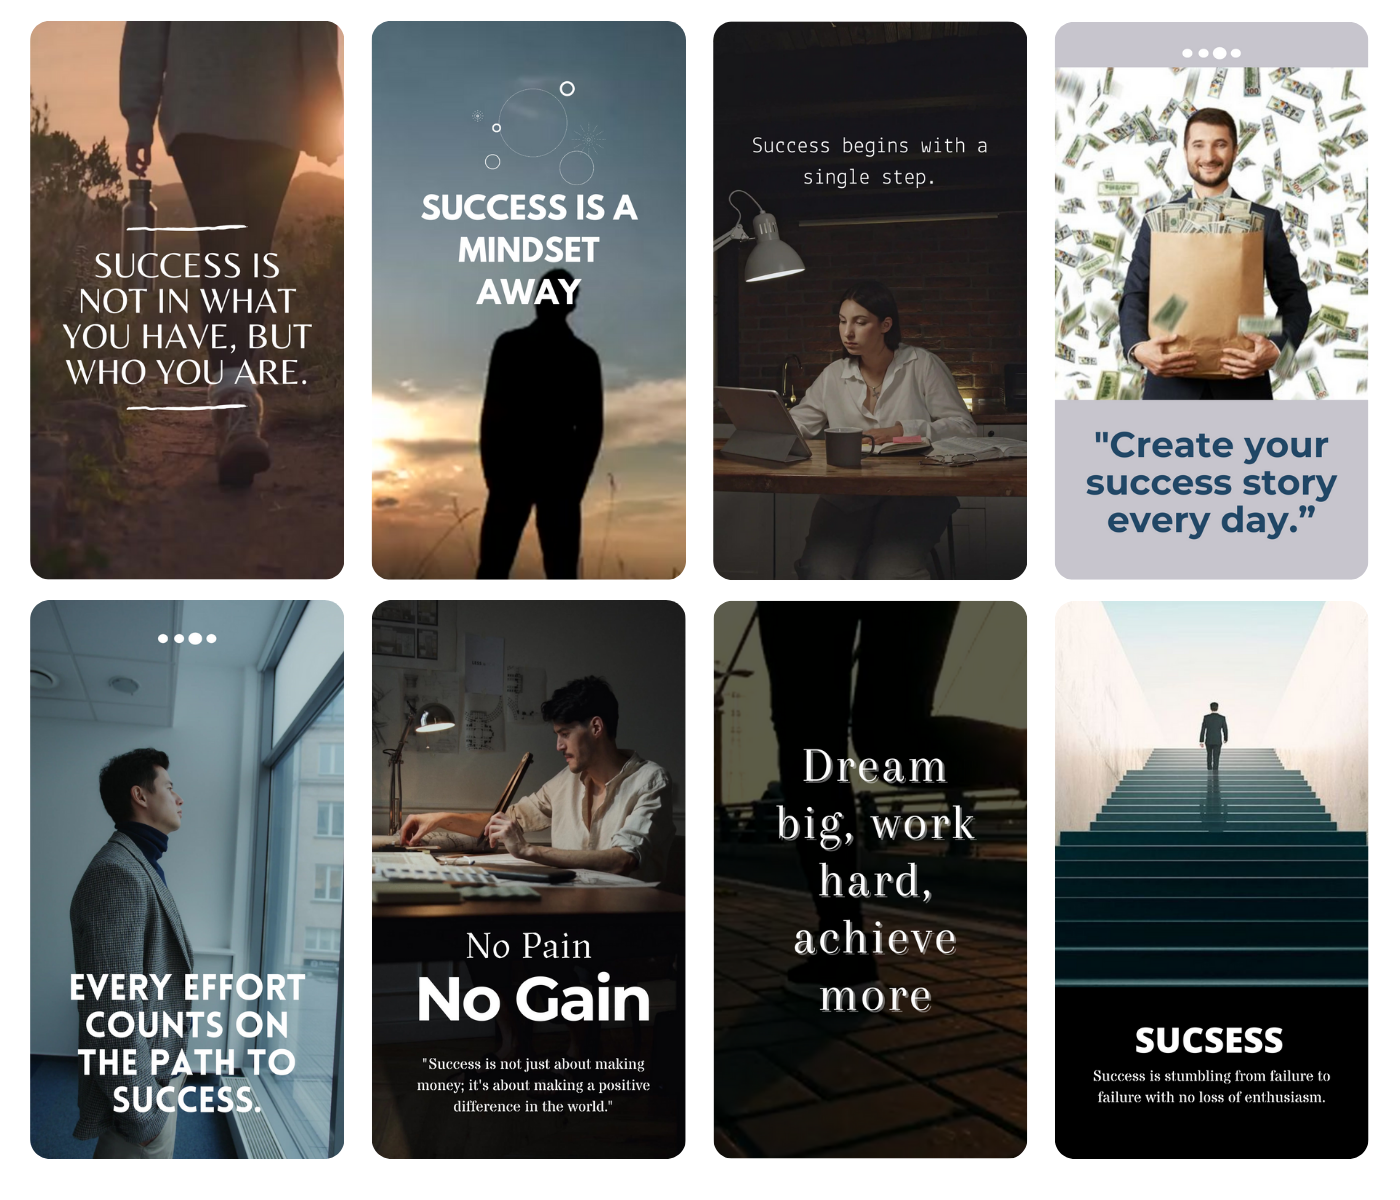 SUCCESS IS
NOT IN WHAT
YOU HAVE, BUT
WHO YOU ARE.
SUCCESS IS A
MINDSET
AWAY
Success begins with a
single step.
"Create your
success story
every day.”
EVERY EFFORT
COUNTS ON
THE PATH TO
SUCCESS.
No Pain
No Gain
"Success is not just about making
money; it's about making a positive
difference in the world."
Dream
big, work
hard,
achieve
more
SUCSESS
Success is stumbling from failure to
failure with no loss of enthusiasm.